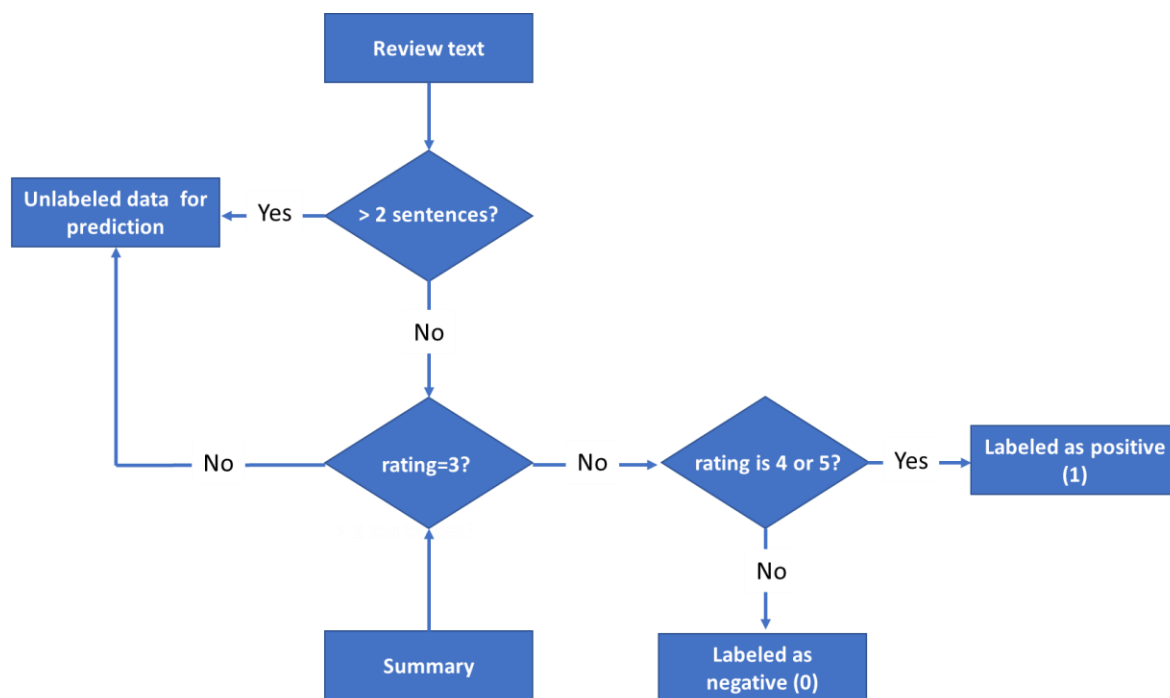 Review text
Unlabeled data for
prediction
Yes
> 2 sentences?
No
No
rating=3?
No
rating is 4 or 5?
Yes
Labeled as positive
(1)
No
Summary
Labeled as
negative (0)